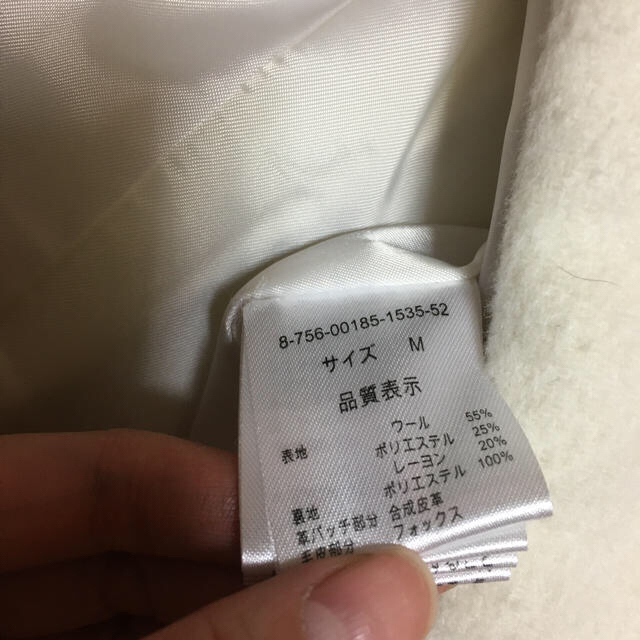 8-756-00185-1535-52
サイズ M
品質表示
表地 ウール 55%
ポリエステル 25%
レーヨン 20%
裏地 ポリエステル 100%
革パッチ部分 合成皮革
毛皮部分 フォックス